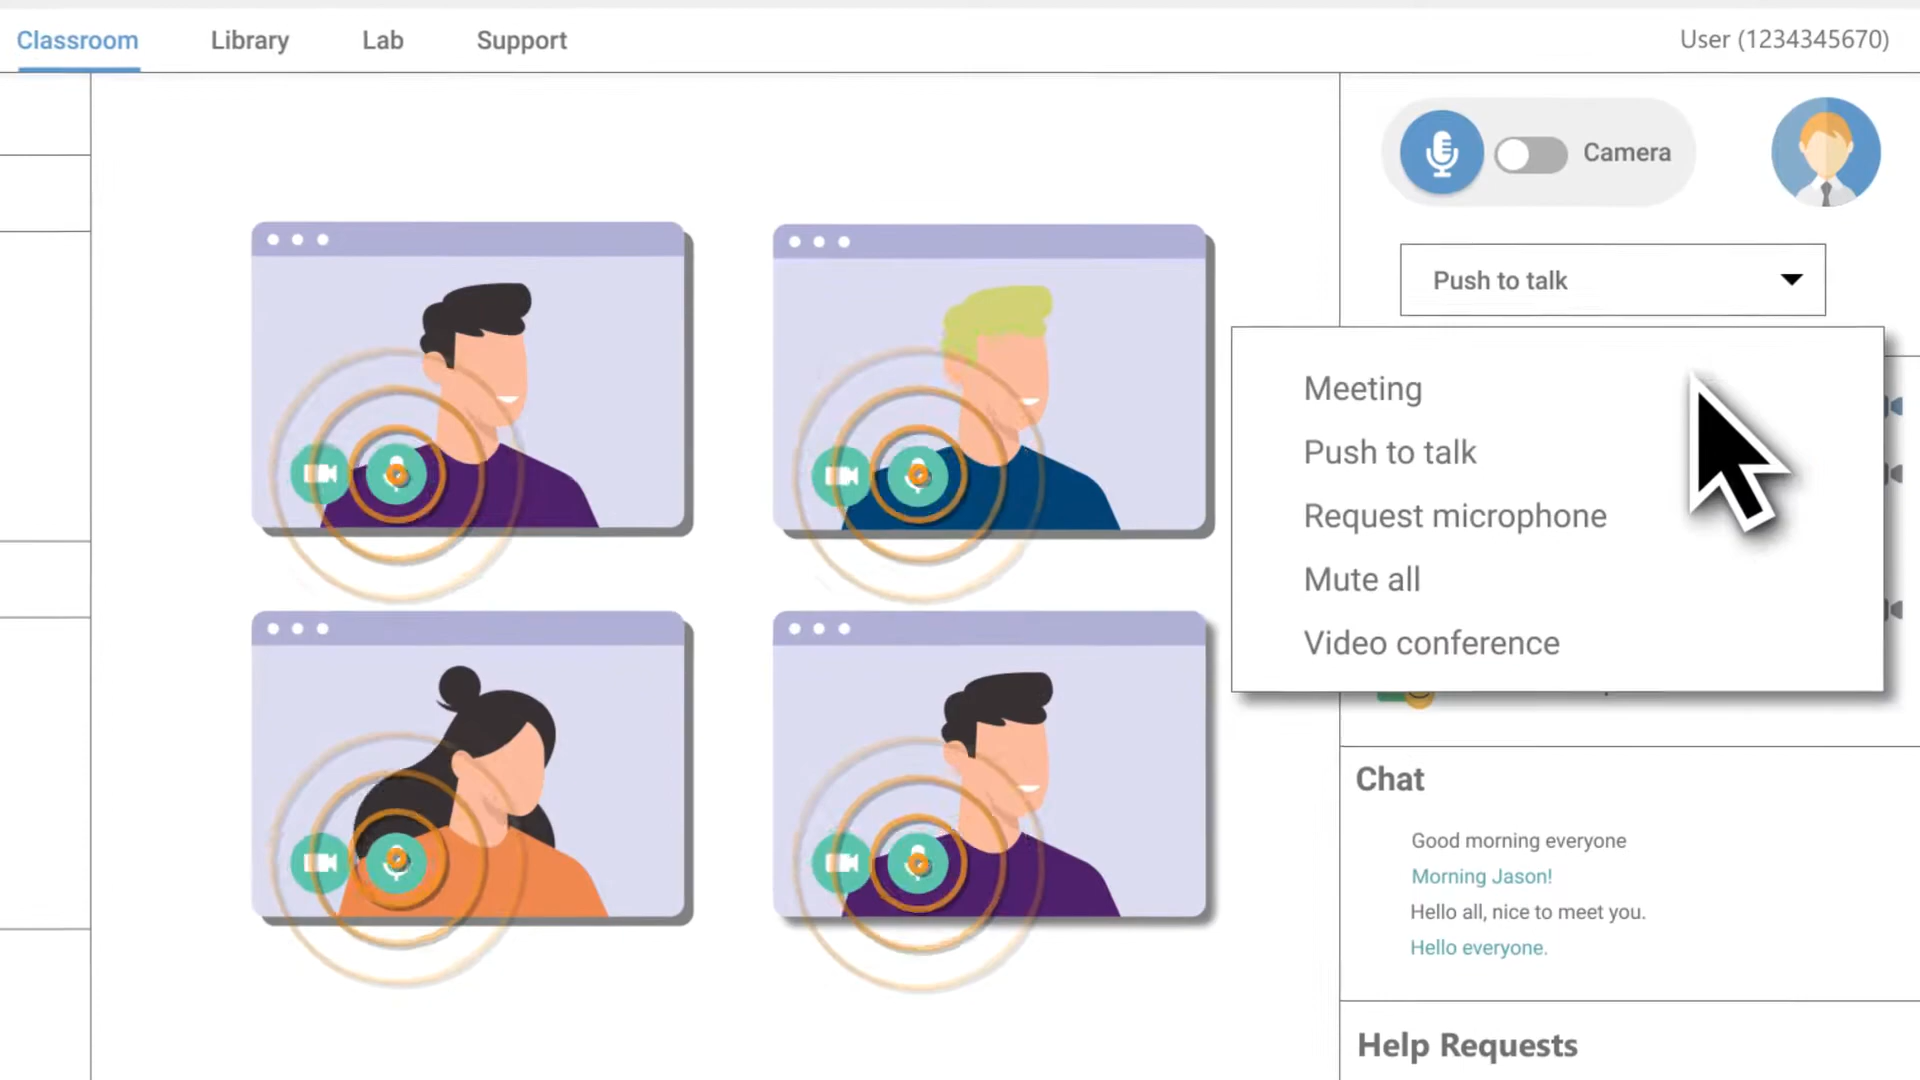 Classroom Library Lab Support User (1234345670)
Camera
Push to talk
Meeting
Push to talk
Request microphone
Mute all
Video conference
Chat
Good morning everyone
Morning Jason!
Hello all, nice to meet you.
Hello everyone.
Help Requests